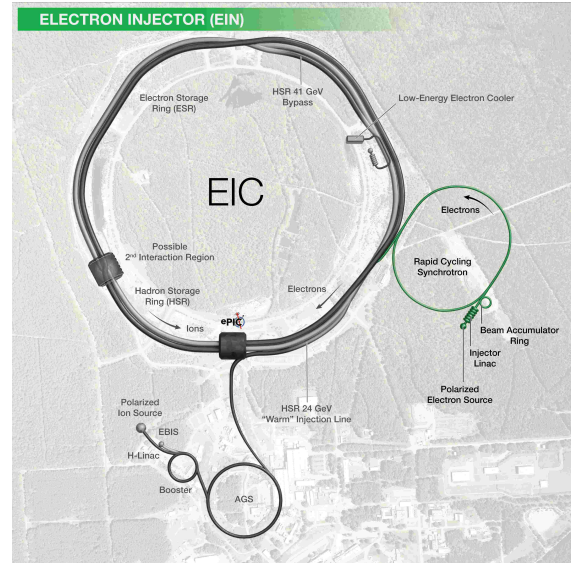 ELECTRON INJECTOR (EIN)
Electron Storage
Ring (ESR)
HSR 41 GeV
Bypass
Low-Energy Electron Cooler
EIC
Electrons
Rapid Cycling
Synchrotron
Possible
2nd Interaction Region
Hadron Storage
Ring (HSR)
Ions
ePIC
Electrons
Beam Accumulator
Ring
Injector
Linac
Polarized
Electron Source
Polarized
Ion Source
EBIS
H-Linac
Booster
AGS
HSR 24 GeV
“Warm” Injection Line